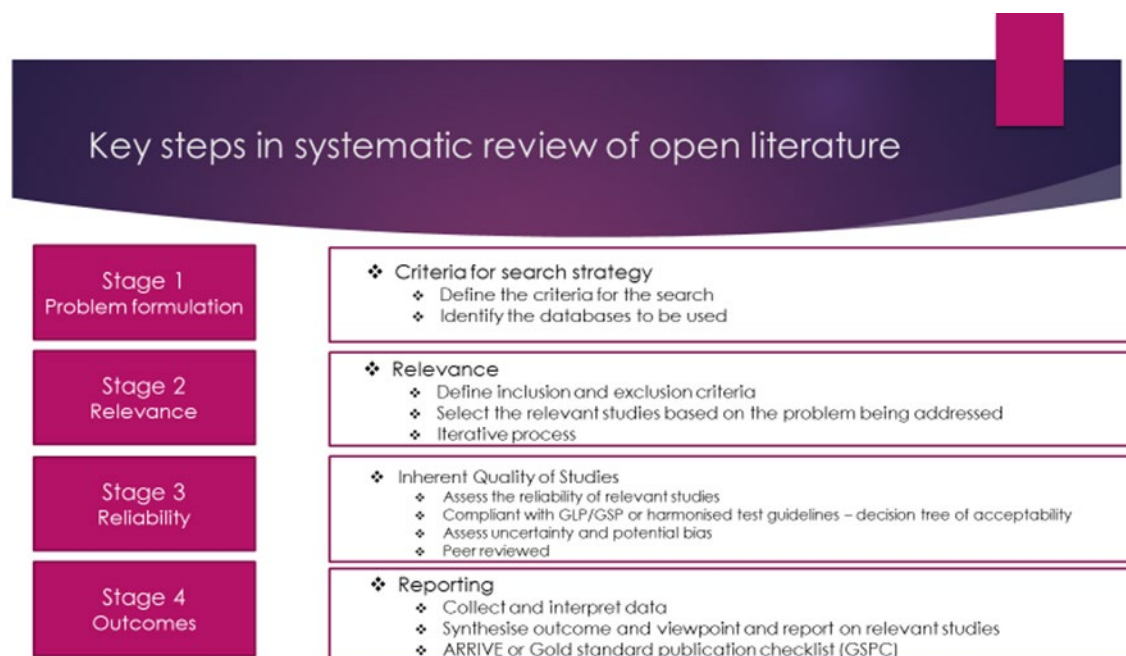 Key steps in systematic review of open literature
Stage 1
Problem formulation
❖ Criteria for search strategy
❖ Define the criteria for the search
❖ Identify the databases to be used
Stage 2
Relevance
❖ Relevance
❖ Define inclusion and exclusion criteria
❖ Select the relevant studies based on the problem being addressed
❖ Iterative process
Stage 3
Reliability
❖ Inherent Quality of Studies
❖ Assess the reliability of relevant studies
❖ Compliant with GLP/GSP or harmonised test guidelines – decision tree of acceptability
❖ Assess uncertainty and potential bias
❖ Peer reviewed
Stage 4
Outcomes
❖ Reporting
❖ Collect and interpret data
❖ Synthesise outcome and viewpoint and report on relevant studies
❖ ARRIVE or Gold standard publication checklist (GSPC)